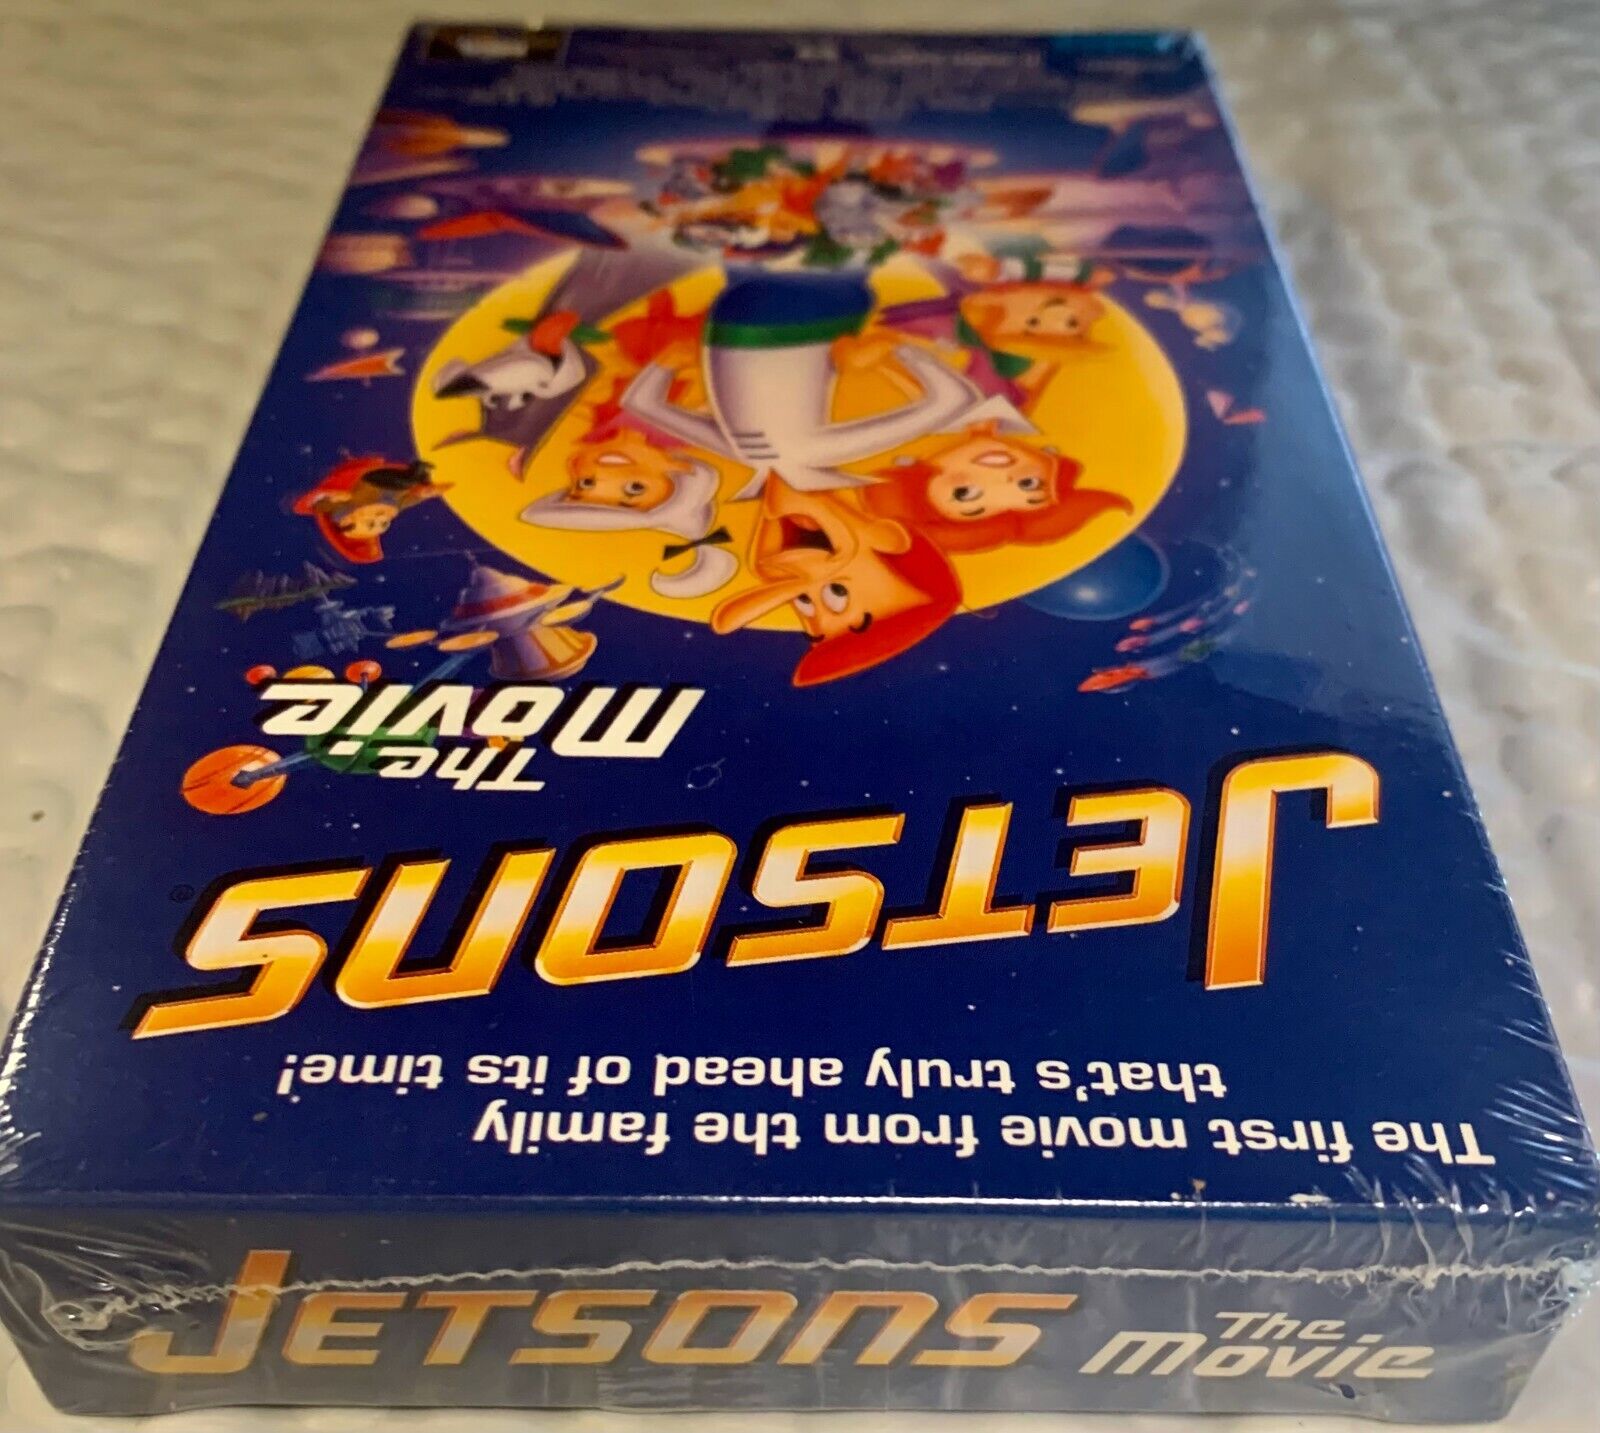 The first movie from the family
that's truly ahead of its time!
JETSONS®
The
movie
JETSONS
The
movie